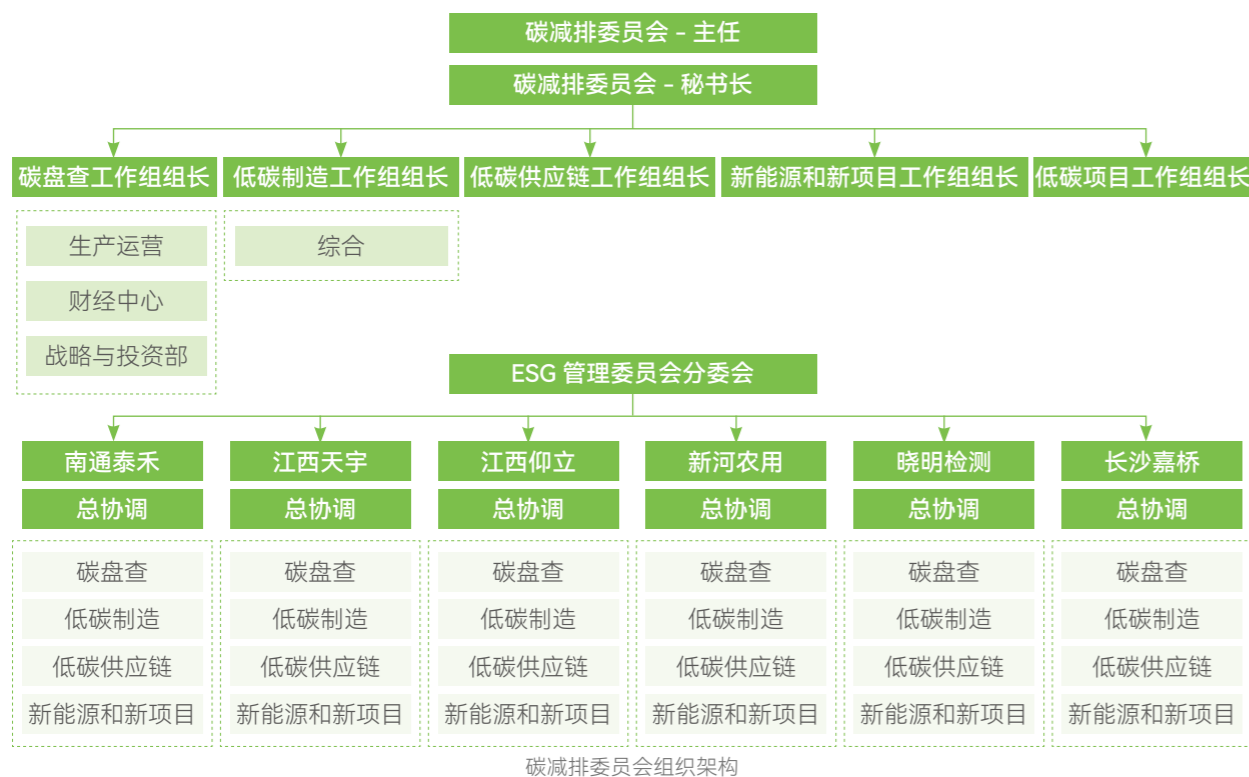 碳减排委员会 – 主任
碳减排委员会 – 秘书长
碳盘查工作组组长
低碳制造工作组组长
低碳供应链工作组组长
新能源和新项目工作组组长
低碳项目工作组组长
生产运营
综合
财经中心
战略与投资部
ESG 管理委员会分委会
南通泰禾
江西天宇
江西仰立
新河农用
晓明检测
长沙嘉桥
总协调
总协调
总协调
总协调
总协调
总协调
碳盘查
碳盘查
碳盘查
碳盘查
碳盘查
碳盘查
低碳制造
低碳制造
低碳制造
低碳制造
低碳制造
低碳制造
低碳供应链
低碳供应链
低碳供应链
低碳供应链
低碳供应链
低碳供应链
新能源和新项目
新能源和新项目
新能源和新项目
新能源和新项目
新能源和新项目
新能源和新项目
碳减排委员会组织架构